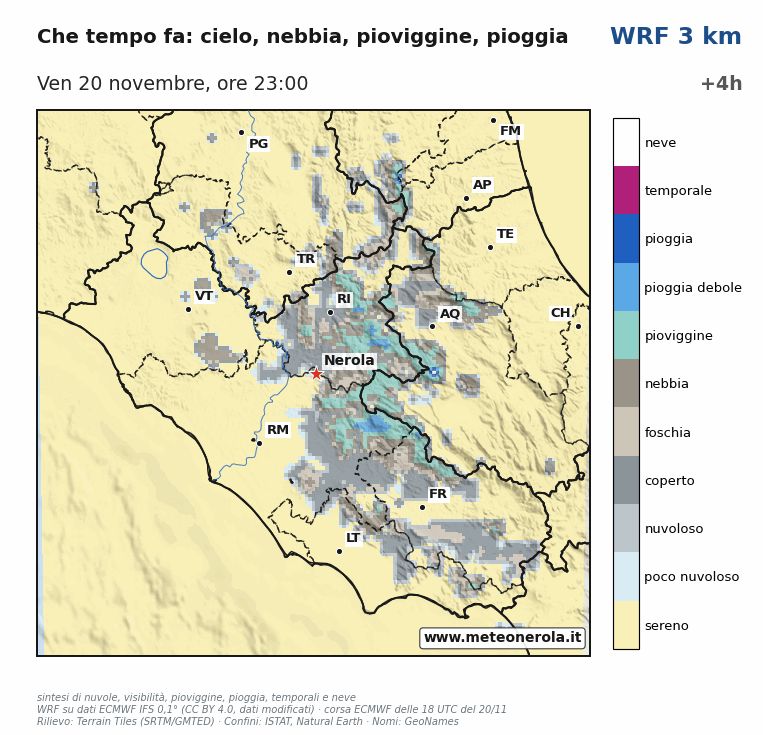 Che tempo fa: cielo, nebbia, pioviggine, pioggia
WRF 3 km
Ven 20 novembre, ore 23:00
+4h
FM
PG
AP
TE
TR
VT
RI
AQ
CH
Nerola
RM
FR
LT
www.meteonerola.it
neve
temporale
pioggia
pioggia debole
pioviggine
nebbia
foschia
coperto
nuvoloso
poco nuvoloso
sereno
sintesi di nuvole, visibilità, pioviggine, pioggia, temporali e neve
WRF su dati ECMWF IFS 0,1° (CC BY 4.0, dati modificati) · corsa ECMWF delle 18 UTC del 20/11
Rilievo: Terrain Tiles (SRTM/GMTED) · Confini: ISTAT, Natural Earth · Nomi: GeoNames